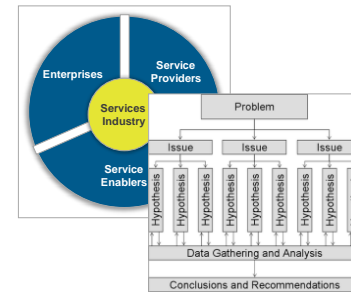 Enterprises
Service
Providers
Services
Industry
Service
Enablers
Problem
Issue
Issue
Issue
Hypothesis
Hypothesis
Hypothesis
Hypothesis
Hypothesis
Hypothesis
Hypothesis
Hypothesis
Data Gathering and Analysis
Conclusions and Recommendations